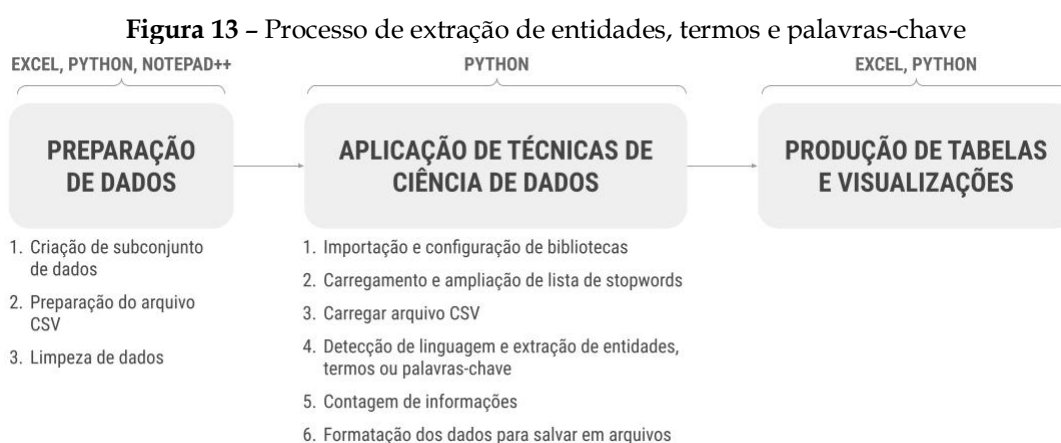 Figura 13 – Processo de extração de entidades, termos e palavras-chave
EXCEL, PYTHON, NOTEPAD++
PREPARAÇÃO
DE DADOS
1. Criação de subconjunto
de dados
2. Preparação do arquivo
CSV
3. Limpeza de dados
PYTHON
APLICAÇÃO DE TÉCNICAS DE
CIÊNCIA DE DADOS
1. Importação e configuração de bibliotecas
2. Carregamento e ampliação de lista de stopwords
3. Carregar arquivo CSV
4. Detecção de linguagem e extração de entidades,
termos ou palavras-chave
5. Contagem de informações
6. Formatação dos dados para salvar em arquivos
EXCEL, PYTHON
PRODUÇÃO DE TABELAS
E VISUALIZAÇÕES